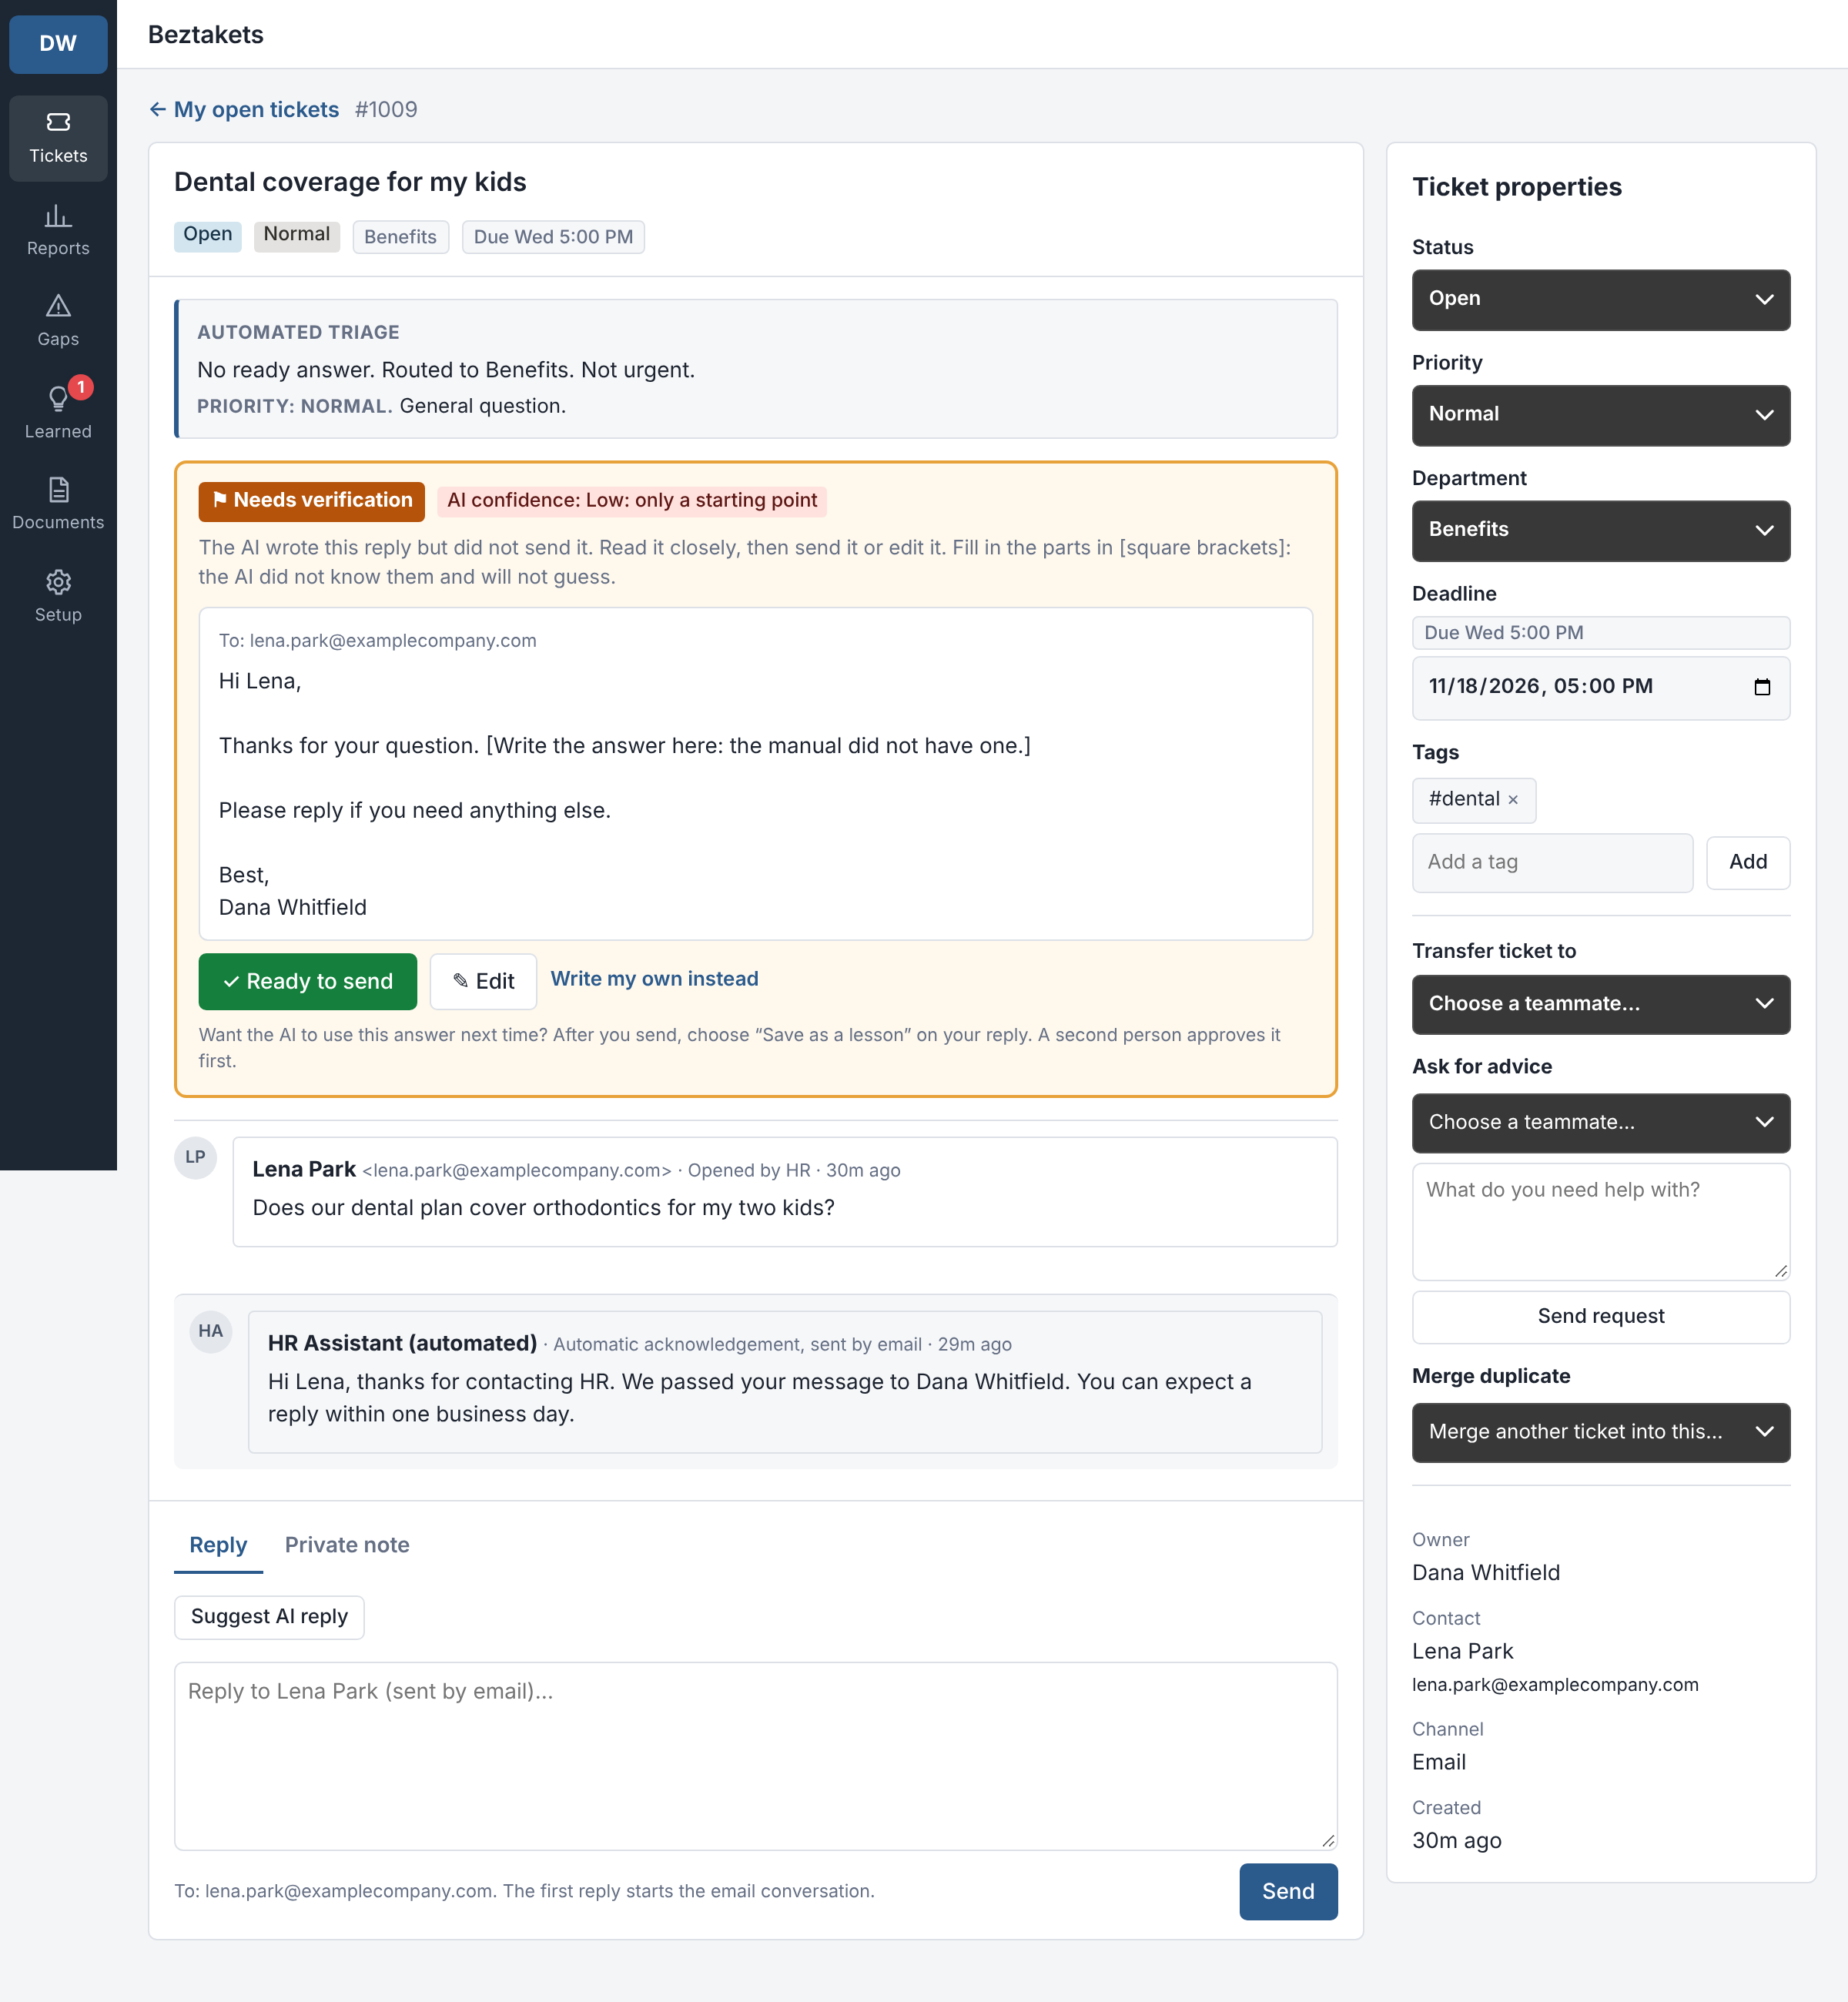 DW
Tickets
Reports
Gaps
1
Learned
Documents
Setup
Beztakets
← My open tickets #1009
Dental coverage for my kids
Open Normal Benefits Due Wed 5:00 PM
AUTOMATED TRIAGE
No ready answer. Routed to Benefits. Not urgent.
PRIORITY: NORMAL. General question.
⚑ Needs verification AI confidence: Low: only a starting point
The AI wrote this reply but did not send it. Read it closely, then send it or edit it. Fill in the parts in [square brackets]:
the AI did not know them and will not guess.
To: lena.park@examplecompany.com
Hi Lena,
Thanks for your question. [Write the answer here: the manual did not have one.]
Please reply if you need anything else.
Best,
Dana Whitfield
✓ Ready to send ✎ Edit Write my own instead
Want the AI to use this answer next time? After you send, choose “Save as a lesson” on your reply. A second person approves it
first.
LP
Lena Park <lena.park@examplecompany.com> · Opened by HR · 30m ago
Does our dental plan cover orthodontics for my two kids?
HA
HR Assistant (automated) · Automatic acknowledgement, sent by email · 29m ago
Hi Lena, thanks for contacting HR. We passed your message to Dana Whitfield. You can expect a
reply within one business day.
Reply Private note
Suggest AI reply
Reply to Lena Park (sent by email)...
To: lena.park@examplecompany.com. The first reply starts the email conversation.
Send
Ticket properties
Status
Open
Priority
Normal
Department
Benefits
Deadline
Due Wed 5:00 PM
11/18/2026, 05:00 PM
Tags
#dental ×
Add a tag Add
Transfer ticket to
Choose a teammate...
Ask for advice
Choose a teammate...
What do you need help with?
Send request
Merge duplicate
Merge another ticket into this...
Owner
Dana Whitfield
Contact
Lena Park
lena.park@examplecompany.com
Channel
Email
Created
30m ago